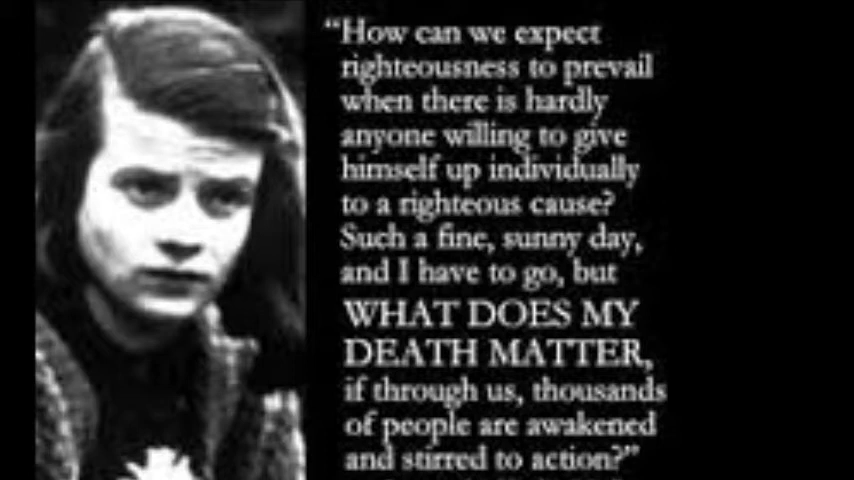 “How can we expect
righteousness to prevail
when there is hardly
anyone willing to give
himself up individually
to a righteous cause?
Such a fine, sunny day,
and I have to go, but
WHAT DOES MY
DEATH MATTER,
if through us, thousands
of people are awakened
and stirred to action?”